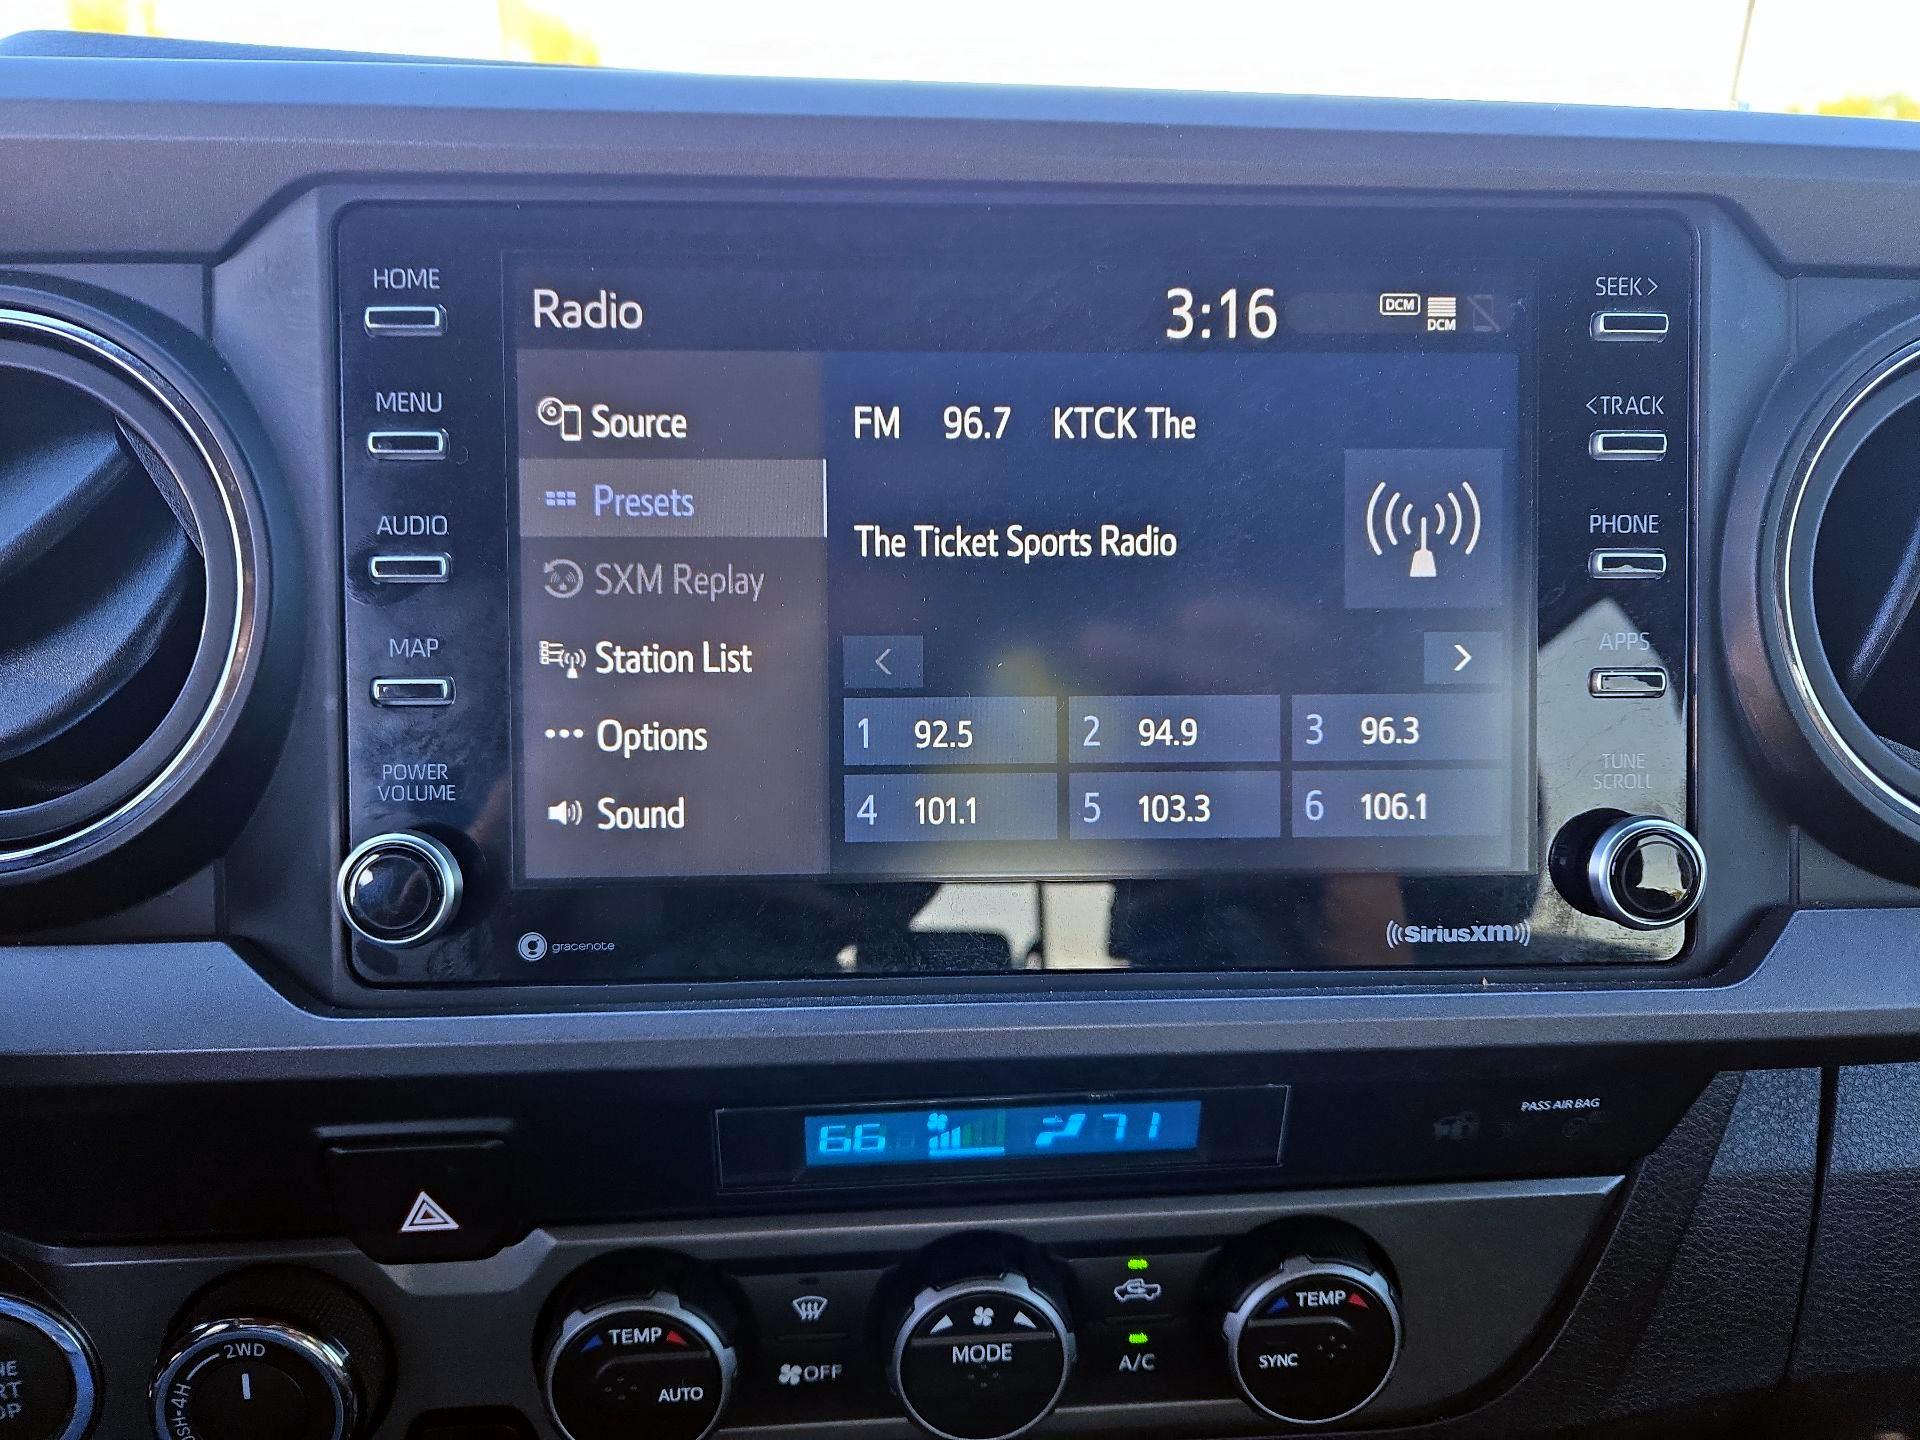 HOME
MENU
AUDIO
MAP
POWER
VOLUME
Radio
3:16
DCM
DCM
Source
Presets
SXM Replay
Station List
Options
Sound
FM 96.7 KTCK The
The Ticket Sports Radio
<
>
1 92.5
2 94.9
3 96.3
4 101.1
5 103.3
6 106.1
SEEK >
<TRACK
PHONE
APPS
TUNE
SCROLL
gracenote
SiriusXM
66
71
PASS AIR BAG
2WD
TEMP
AUTO
OFF
MODE
A/C
TEMP
SYNC